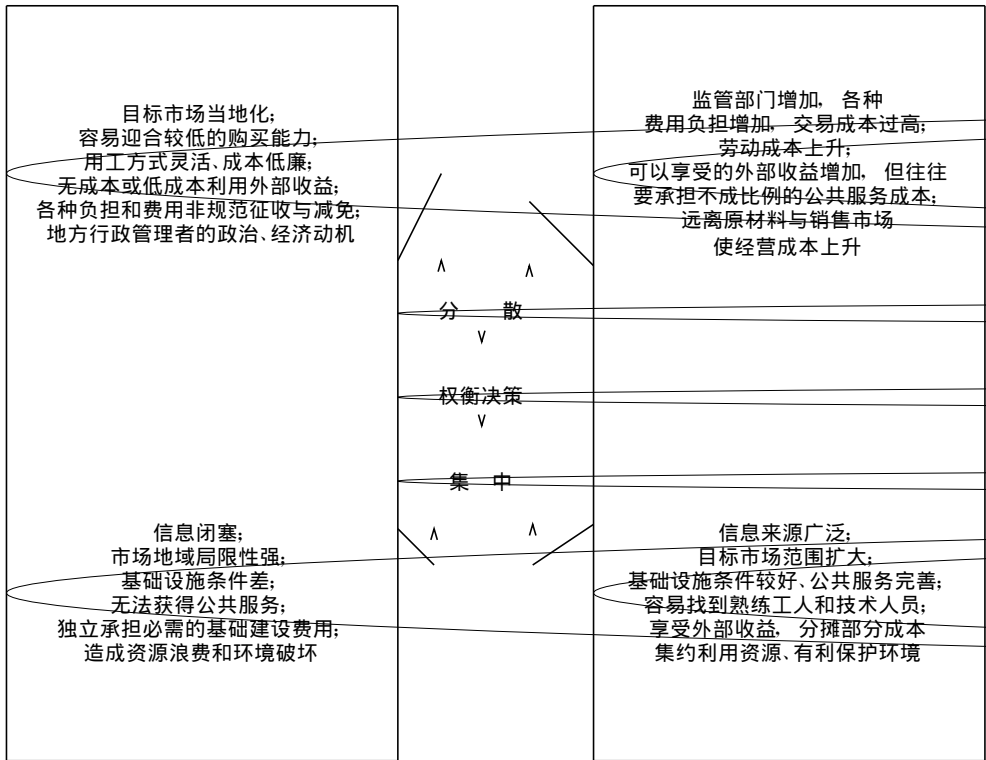 目标市场当地化;
容易迎合较低的购买能力;
用工方式灵活、成本低廉;
无成本或低成本利用外部收益;
各种负担和费用非规范征收与减免;
地方行政管理者的政治、经济动机
监管部门增加, 各种
费用负担增加, 交易成本过高;
劳动成本上升;
可以享受的外部收益增加, 但往往
要承担不成比例的公共服务成本;
远离原材料与销售市场
使经营成本上升
分 散
权衡决策
集 中
信息闭塞;
市场地域局限性强;
基础设施条件差;
无法获得公共服务;
独立承担必需的基础建设费用;
造成资源浪费和环境破坏
信息来源广泛;
目标市场范围扩大;
基础设施条件较好、公共服务完善;
容易找到熟练工人和技术人员;
享受外部收益, 分摊部分成本
集约利用资源、有利保护环境